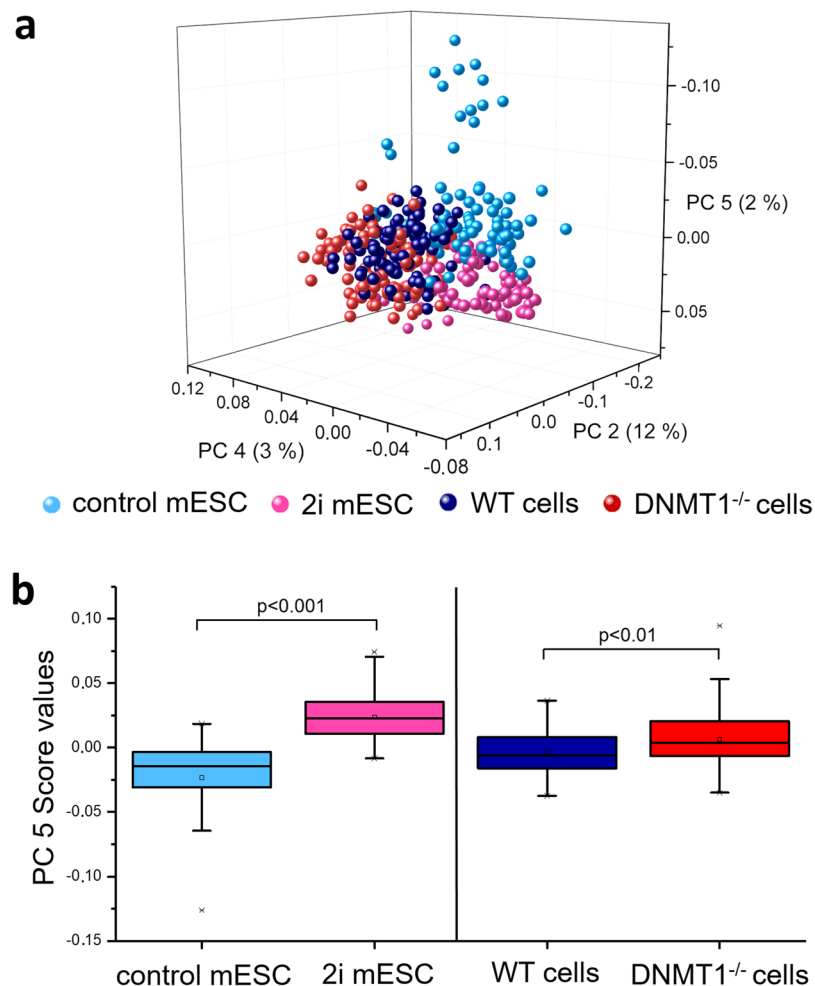 a
-0.10
-0.05
PC 5 (2 %)
0.00
0.05
0.12
0.08
0.04
0.00
-0.04
-0.08
PC 4 (3 %)
0.1
0.0
-0.1
-0.2
PC 2 (12 %)
control mESC 2i mESC WT cells DNMT1-/- cells
b
PC 5 Score values
0.10
0.05
0.00
-0.05
-0.10
-0.15
p<0.001
p<0.01
control mESC 2i mESC WT cells DNMT1-/- cells